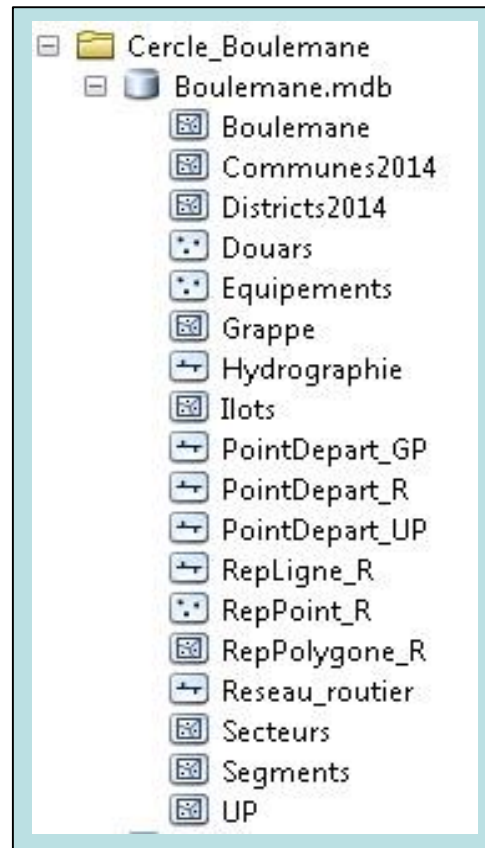 Cercle_Boulemane
Boulemane.mdb
Boulemane
Communes2014
Districts2014
Douars
Equipements
Grappe
Hydrographie
Ilots
PointDepart_GP
PointDepart_R
PointDepart_UP
RepLigne_R
RepPoint_R
RepPolygone_R
Reseau_routier
Secteurs
Segments
UP